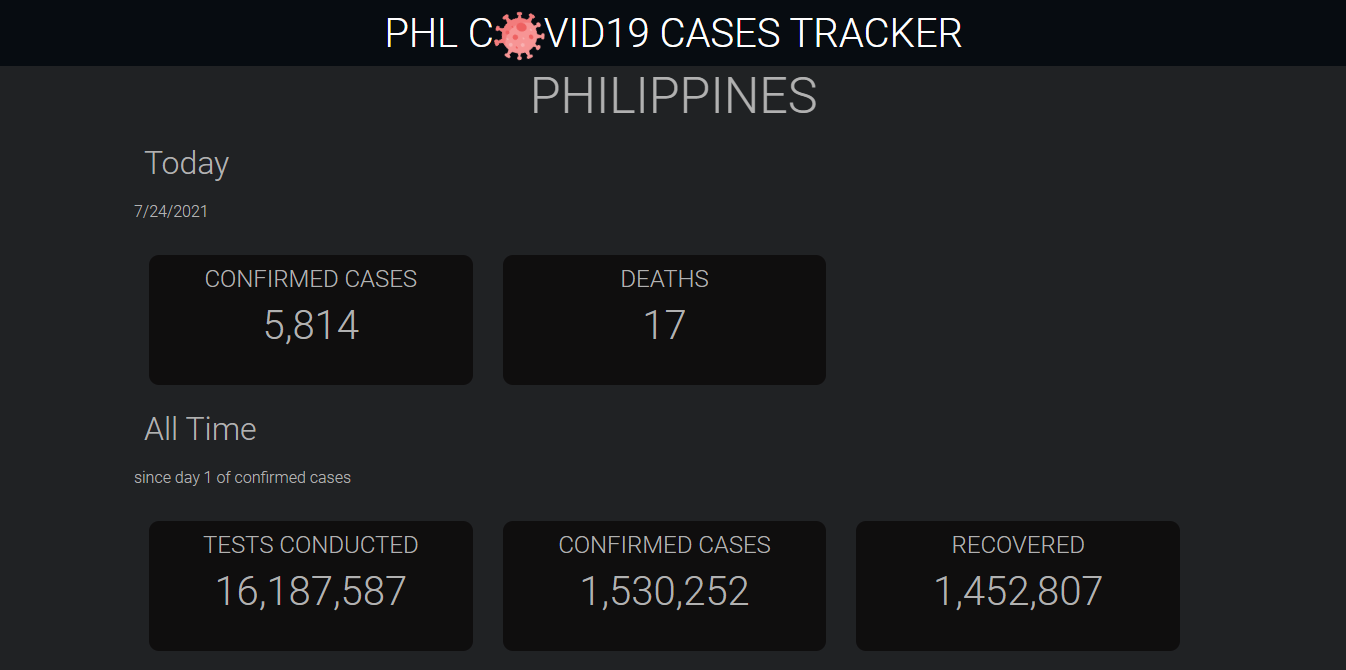 PHL COVID19 CASES TRACKER
PHILIPPINES
Today
7/24/2021
CONFIRMED CASES
5,814
DEATHS
17
All Time
since day 1 of confirmed cases
TESTS CONDUCTED
16,187,587
CONFIRMED CASES
1,530,252
RECOVERED
1,452,807